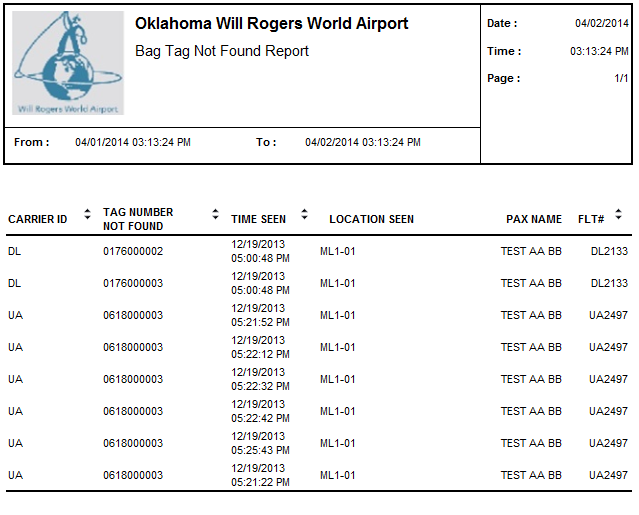 Oklahoma Will Rogers World Airport
Bag Tag Not Found Report
Will Rogers World Airport
Date : 04/02/2014
Time : 03:13:24 PM
Page : 1/1
From : 04/01/2014 03:13:24 PM To : 04/02/2014 03:13:24 PM
CARRIER ID TAG NUMBER NOT FOUND TIME SEEN LOCATION SEEN PAX NAME FLT#
DL 0176000002 12/19/2013 05:00:48 PM ML1-01 TEST AA BB DL2133
DL 0176000003 12/19/2013 05:00:48 PM ML1-01 TEST AA BB DL2133
UA 0618000003 12/19/2013 05:21:52 PM ML1-01 TEST AA BB UA2497
UA 0618000003 12/19/2013 05:22:12 PM ML1-01 TEST AA BB UA2497
UA 0618000003 12/19/2013 05:22:32 PM ML1-01 TEST AA BB UA2497
UA 0618000003 12/19/2013 05:22:42 PM ML1-01 TEST AA BB UA2497
UA 0618000003 12/19/2013 05:25:43 PM ML1-01 TEST AA BB UA2497
UA 0618000003 12/19/2013 05:21:22 PM ML1-01 TEST AA BB UA2497